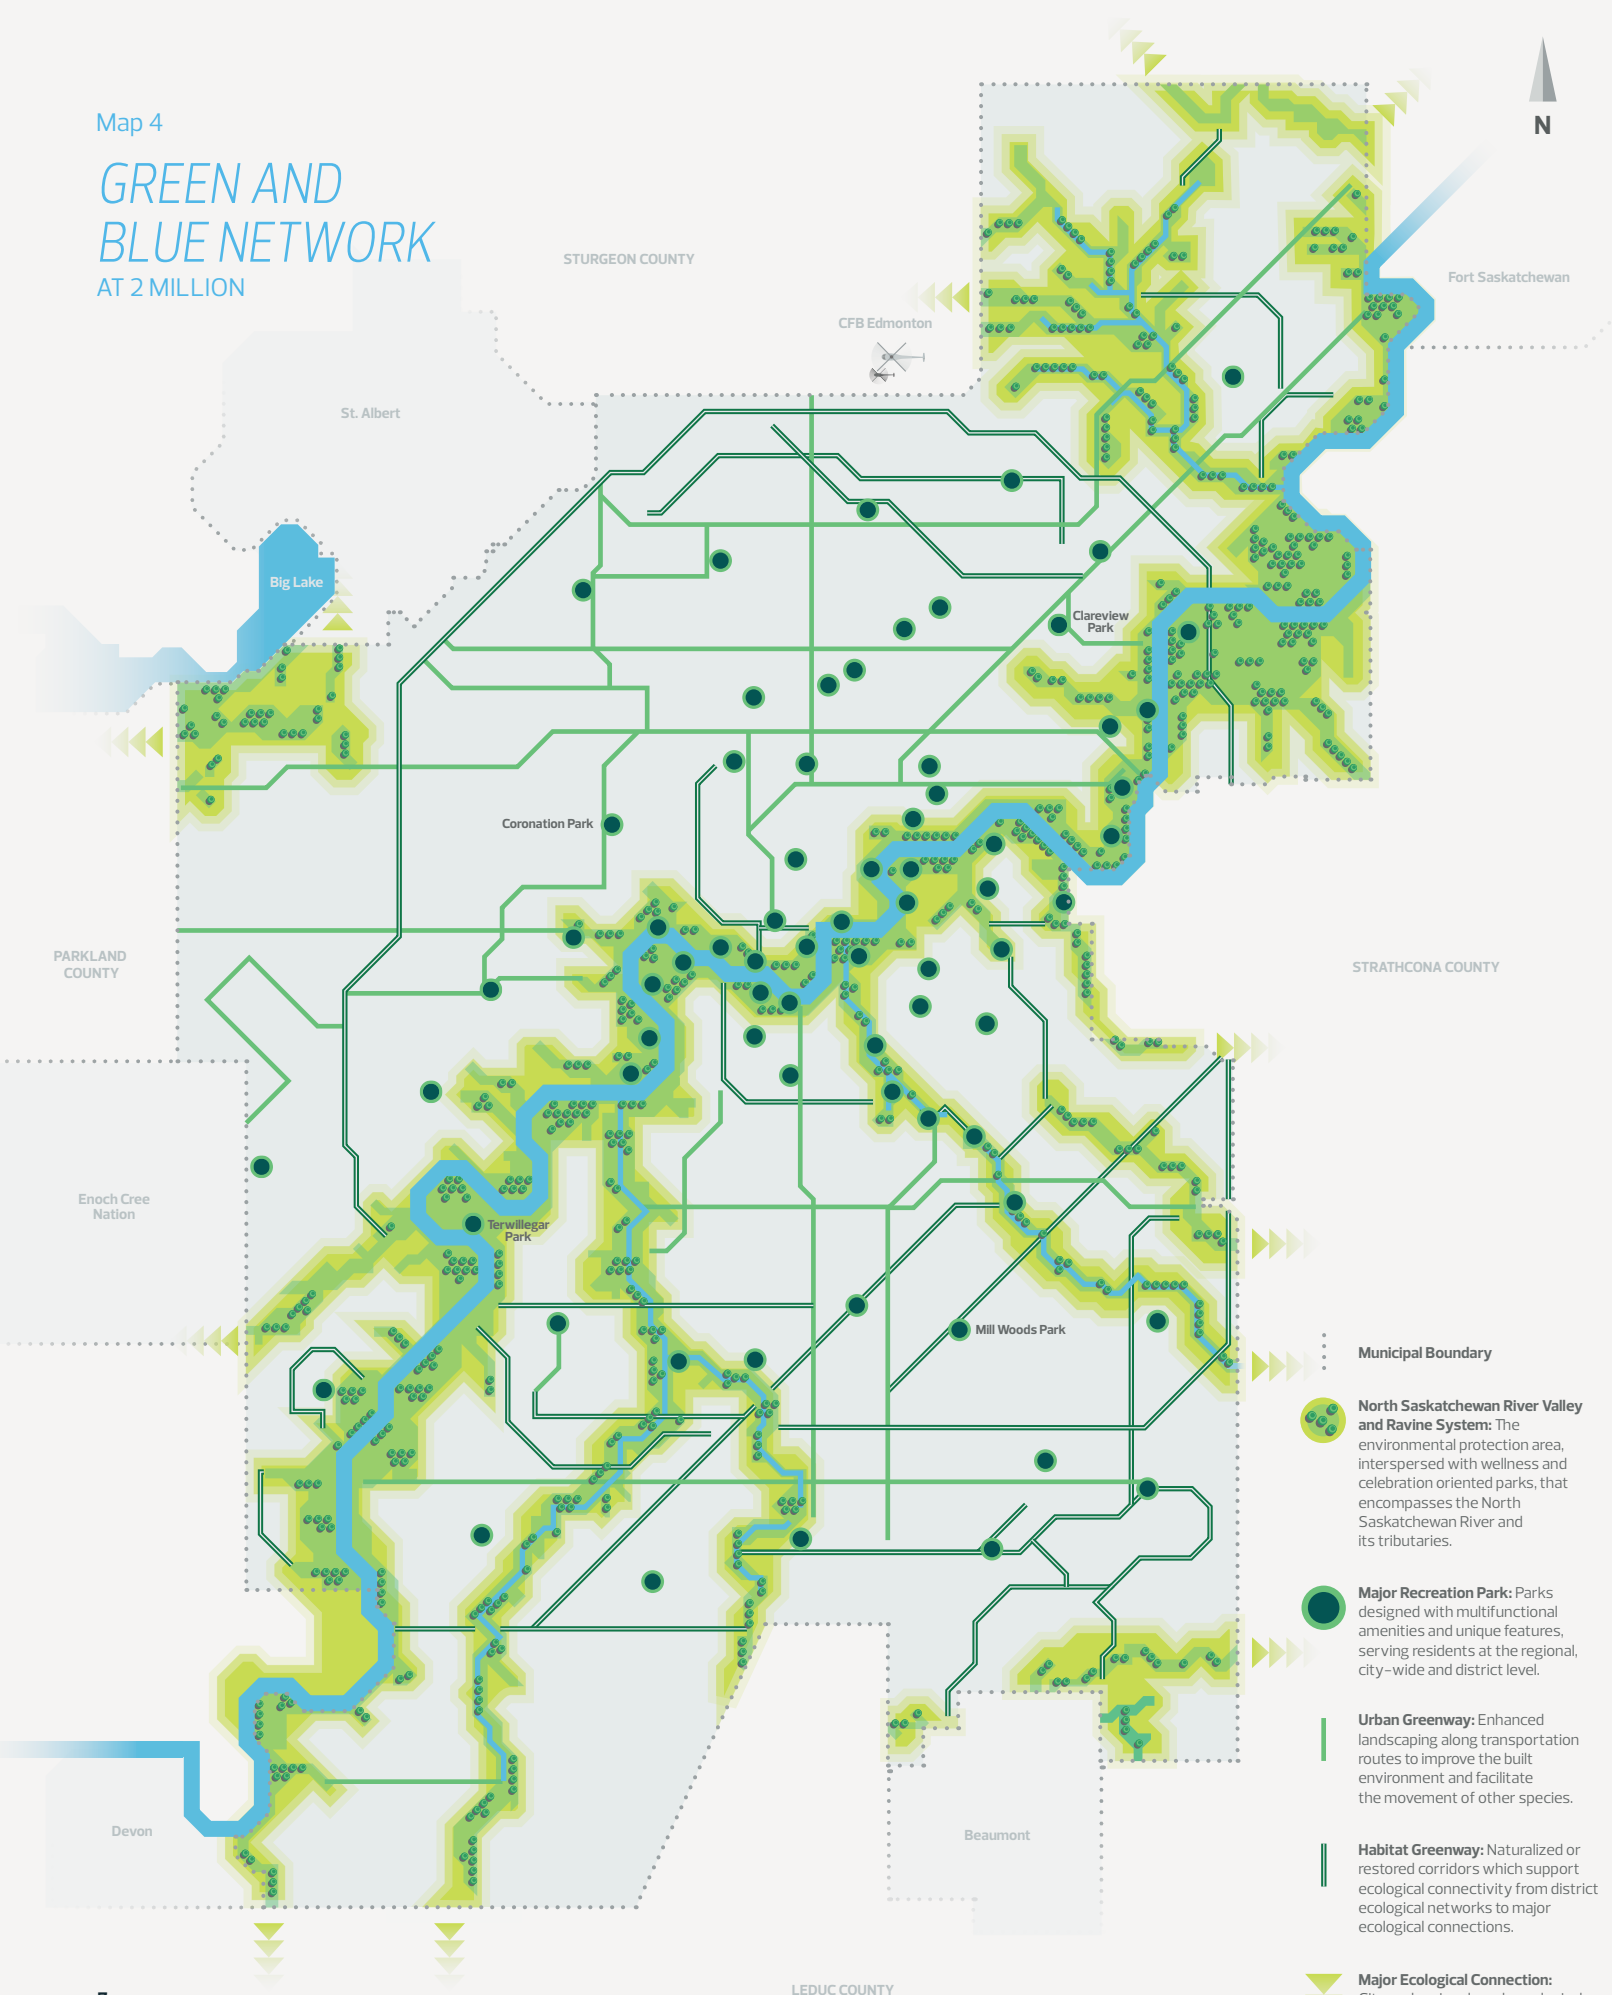 Map 4
GREEN AND
BLUE NETWORK
AT 2 MILLION
N
STURGEON COUNTY
Fort Saskatchewan
CFB Edmonton
St. Albert
Big Lake
Clareview
Park
Coronation Park
PARKLAND
COUNTY
STRATHCONA COUNTY
Enoch Cree
Nation
Terwillegar
Park
Mill Woods Park
Devon
Beaumont
LEDUC COUNTY
Municipal Boundary
North Saskatchewan River Valley
and Ravine System: The
environmental protection area,
interspersed with wellness and
celebration oriented parks, that
encompasses the North
Saskatchewan River and
its tributaries.
Major Recreation Park: Parks
designed with multifunctional
amenities and unique features,
serving residents at the regional,
city-wide and district level.
Urban Greenway: Enhanced
landscaping along transportation
routes to improve the built
environment and facilitate
the movement of other species.
Habitat Greenway: Naturalized or
restored corridors which support
ecological connectivity from district
ecological networks to major
ecological connections.
Major Ecological Connection: